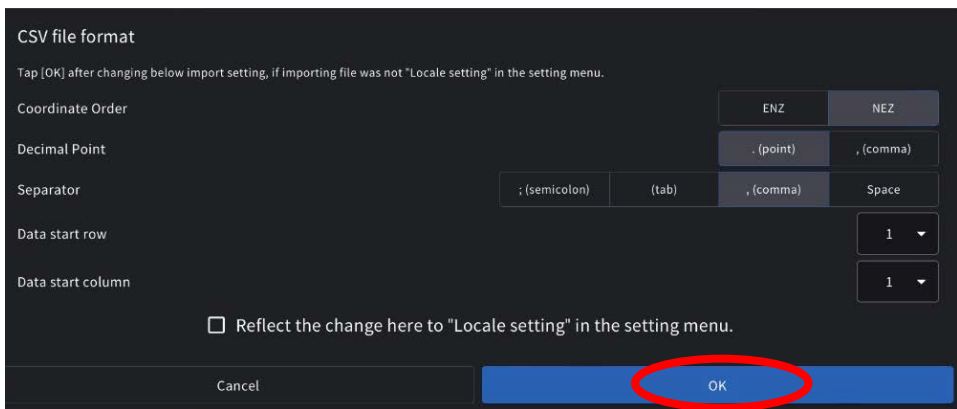 CSV file format
Tap [OK] after changing below import setting, if importing file was not "Locale setting" in the setting menu.
Coordinate Order ENZ NEZ
Decimal Point . (point) , (comma)
Separator ; (semicolon) (tab) , (comma) Space
Data start row 1
Data start column 1
Reflect the change here to "Locale setting" in the setting menu.
Cancel OK